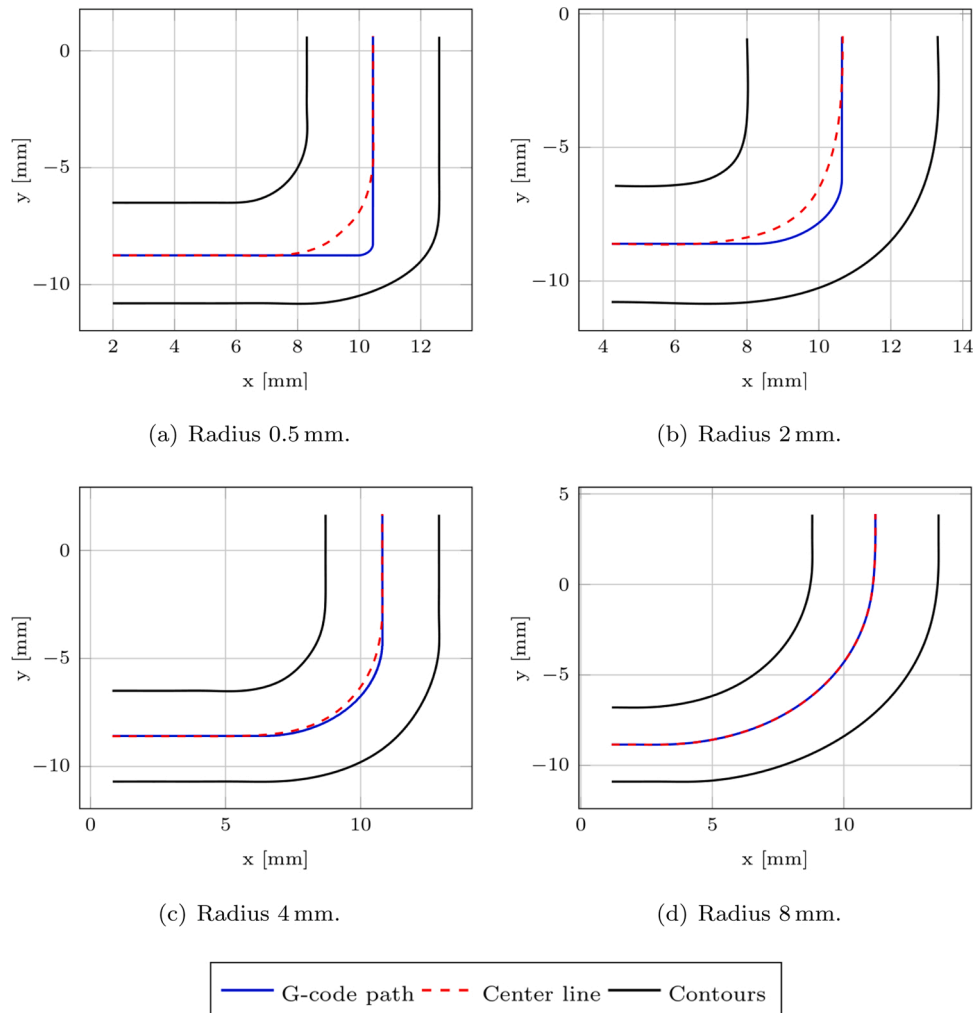 0
−5
−10
y [mm]
2 4 6 8 10 12
x [mm]
(a) Radius 0.5 mm.
0
−5
−10
y [mm]
4 6 8 10 12 14
x [mm]
(b) Radius 2 mm.
0
−5
−10
y [mm]
0 5 10
x [mm]
(c) Radius 4 mm.
5
0
−5
−10
y [mm]
0 5 10
x [mm]
(d) Radius 8 mm.
G-code path Center line Contours